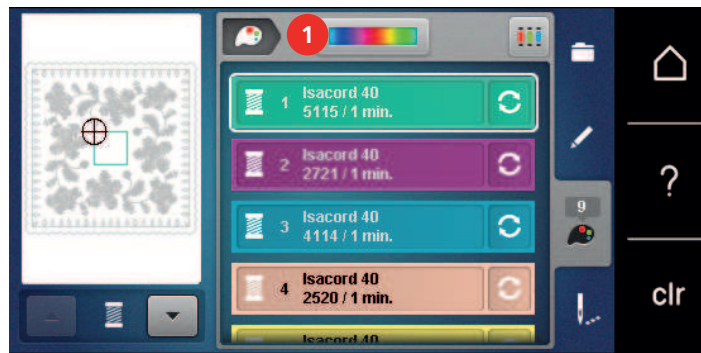 1
1 Isacord 40
5115 / 1 min.
2 Isacord 40
2721 / 1 min.
3 Isacord 40
4114 / 1 min.
4 Isacord 40
2520 / 1 min.
Isacord 40
9
?
clr